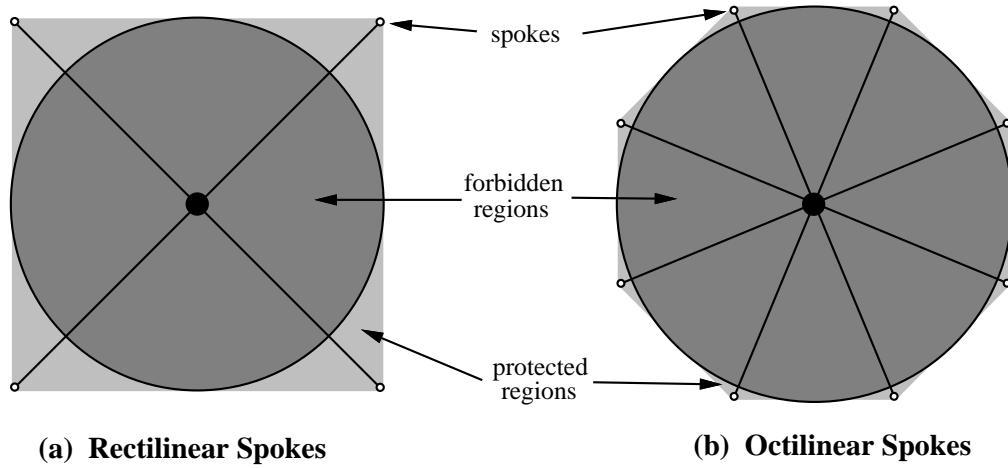 spokes
forbidden
regions
protected
regions
(a) Rectilinear Spokes
(b) Octilinear Spokes